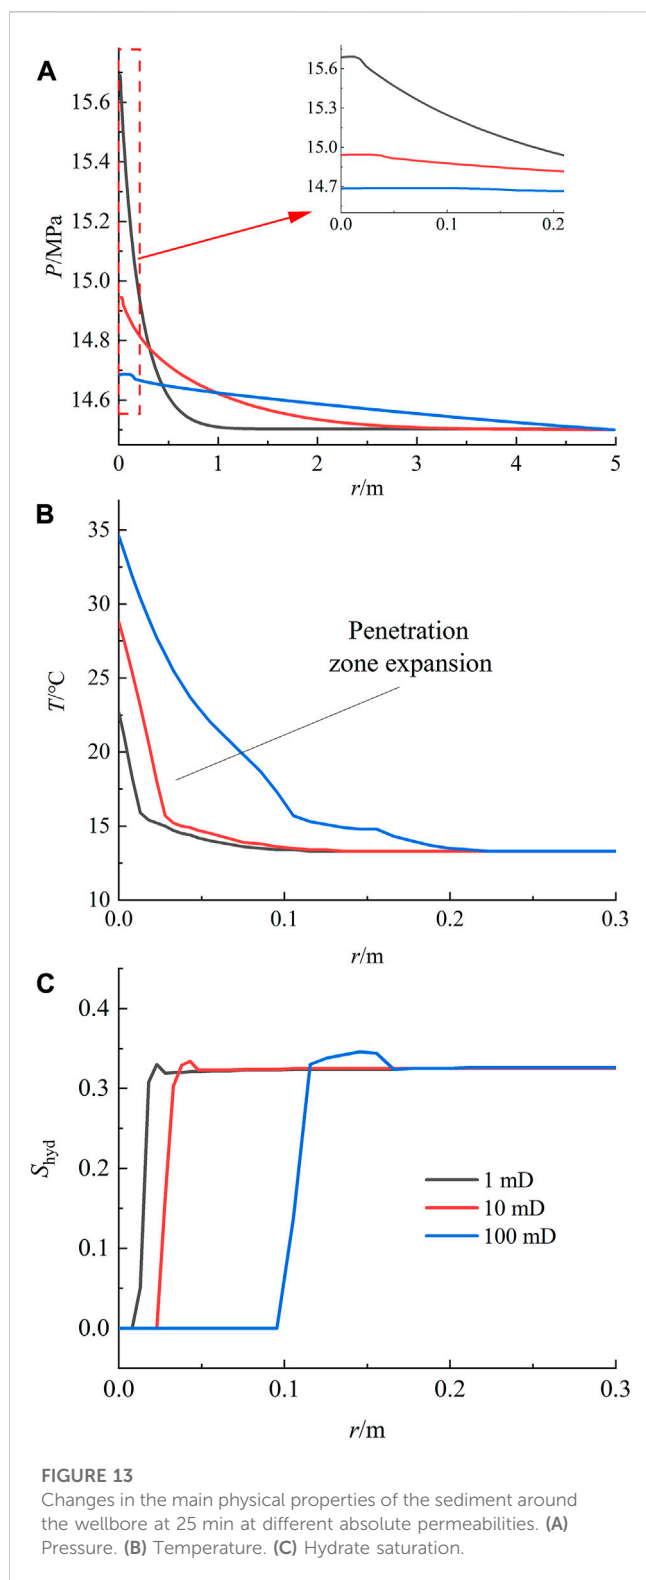 A
15.6
15.4
15.2
15.0
14.8
14.6
P/MPa
0
1
2
3
4
5
r/m
15.6
15.3
15.0
14.7
0.0
0.1
0.2
B
35
30
25
20
15
10
T/°C
Penetration
zone expansion
0.0
0.1
0.2
0.3
r/m
C
0.4
0.3
0.2
0.1
0.0
Shyd
1 mD
10 mD
100 mD
0.0
0.1
0.2
0.3
r/m
FIGURE 13
Changes in the main physical properties of the sediment around
the wellbore at 25 min at different absolute permeabilities. (A)
Pressure. (B) Temperature. (C) Hydrate saturation.